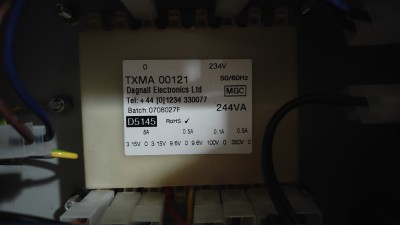 0 234V
TXMA 00121 50/60Hz
Dagnall Electronics Ltd MGC
Tel:+44 [0]1234 330077
Batch:0708027F 244VA
D5145 RoHS ✓
6A 0.5A 0.1A 0.5A
3.15V 0 3.15V 9.6V 0 9.6V 100V 0 380V 0